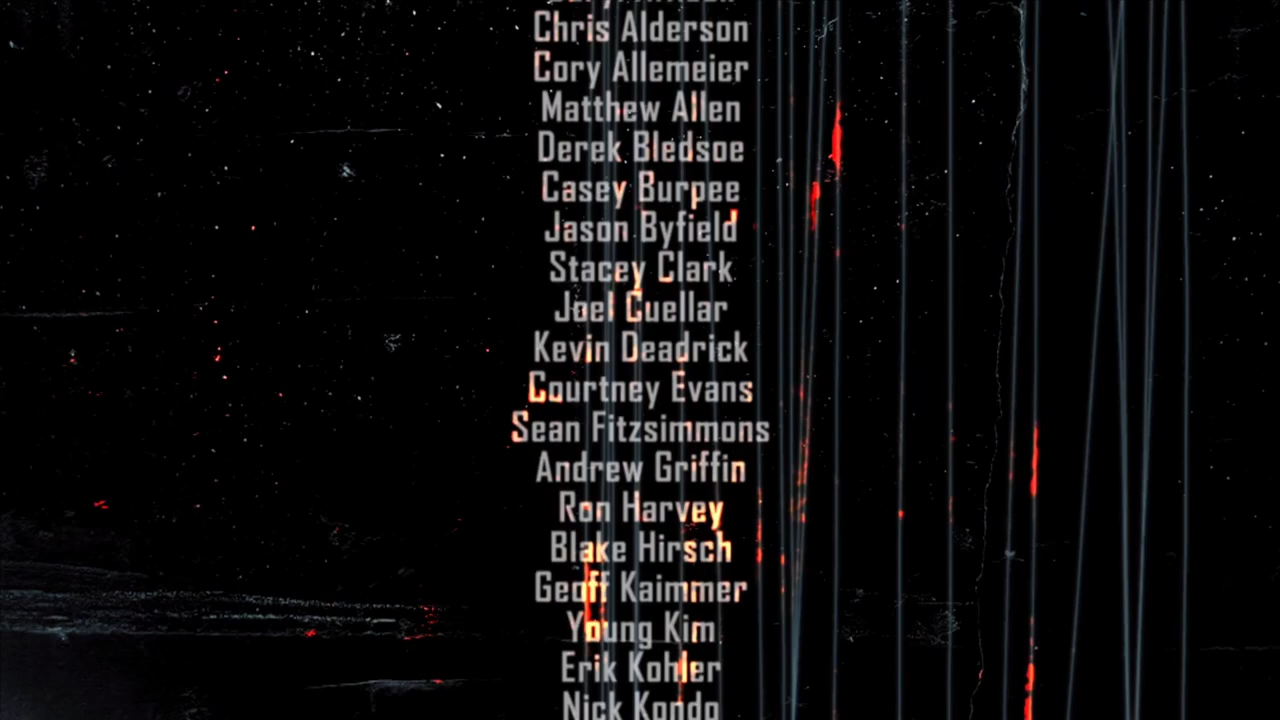 Chris Alderson
Cory Allemeier
Matthew Allen
Derek Bledsoe
Casey Burpee
Jason Byfield
Stacey Clark
Joel Cuellar
Kevin Deadrick
Courtney Evans
Sean Fitzsimmons
Andrew Griffin
Ron Harvey
Blake Hirsch
Geoff Kaimmer
Young Kim
Erik Kohler
Nick Kondo